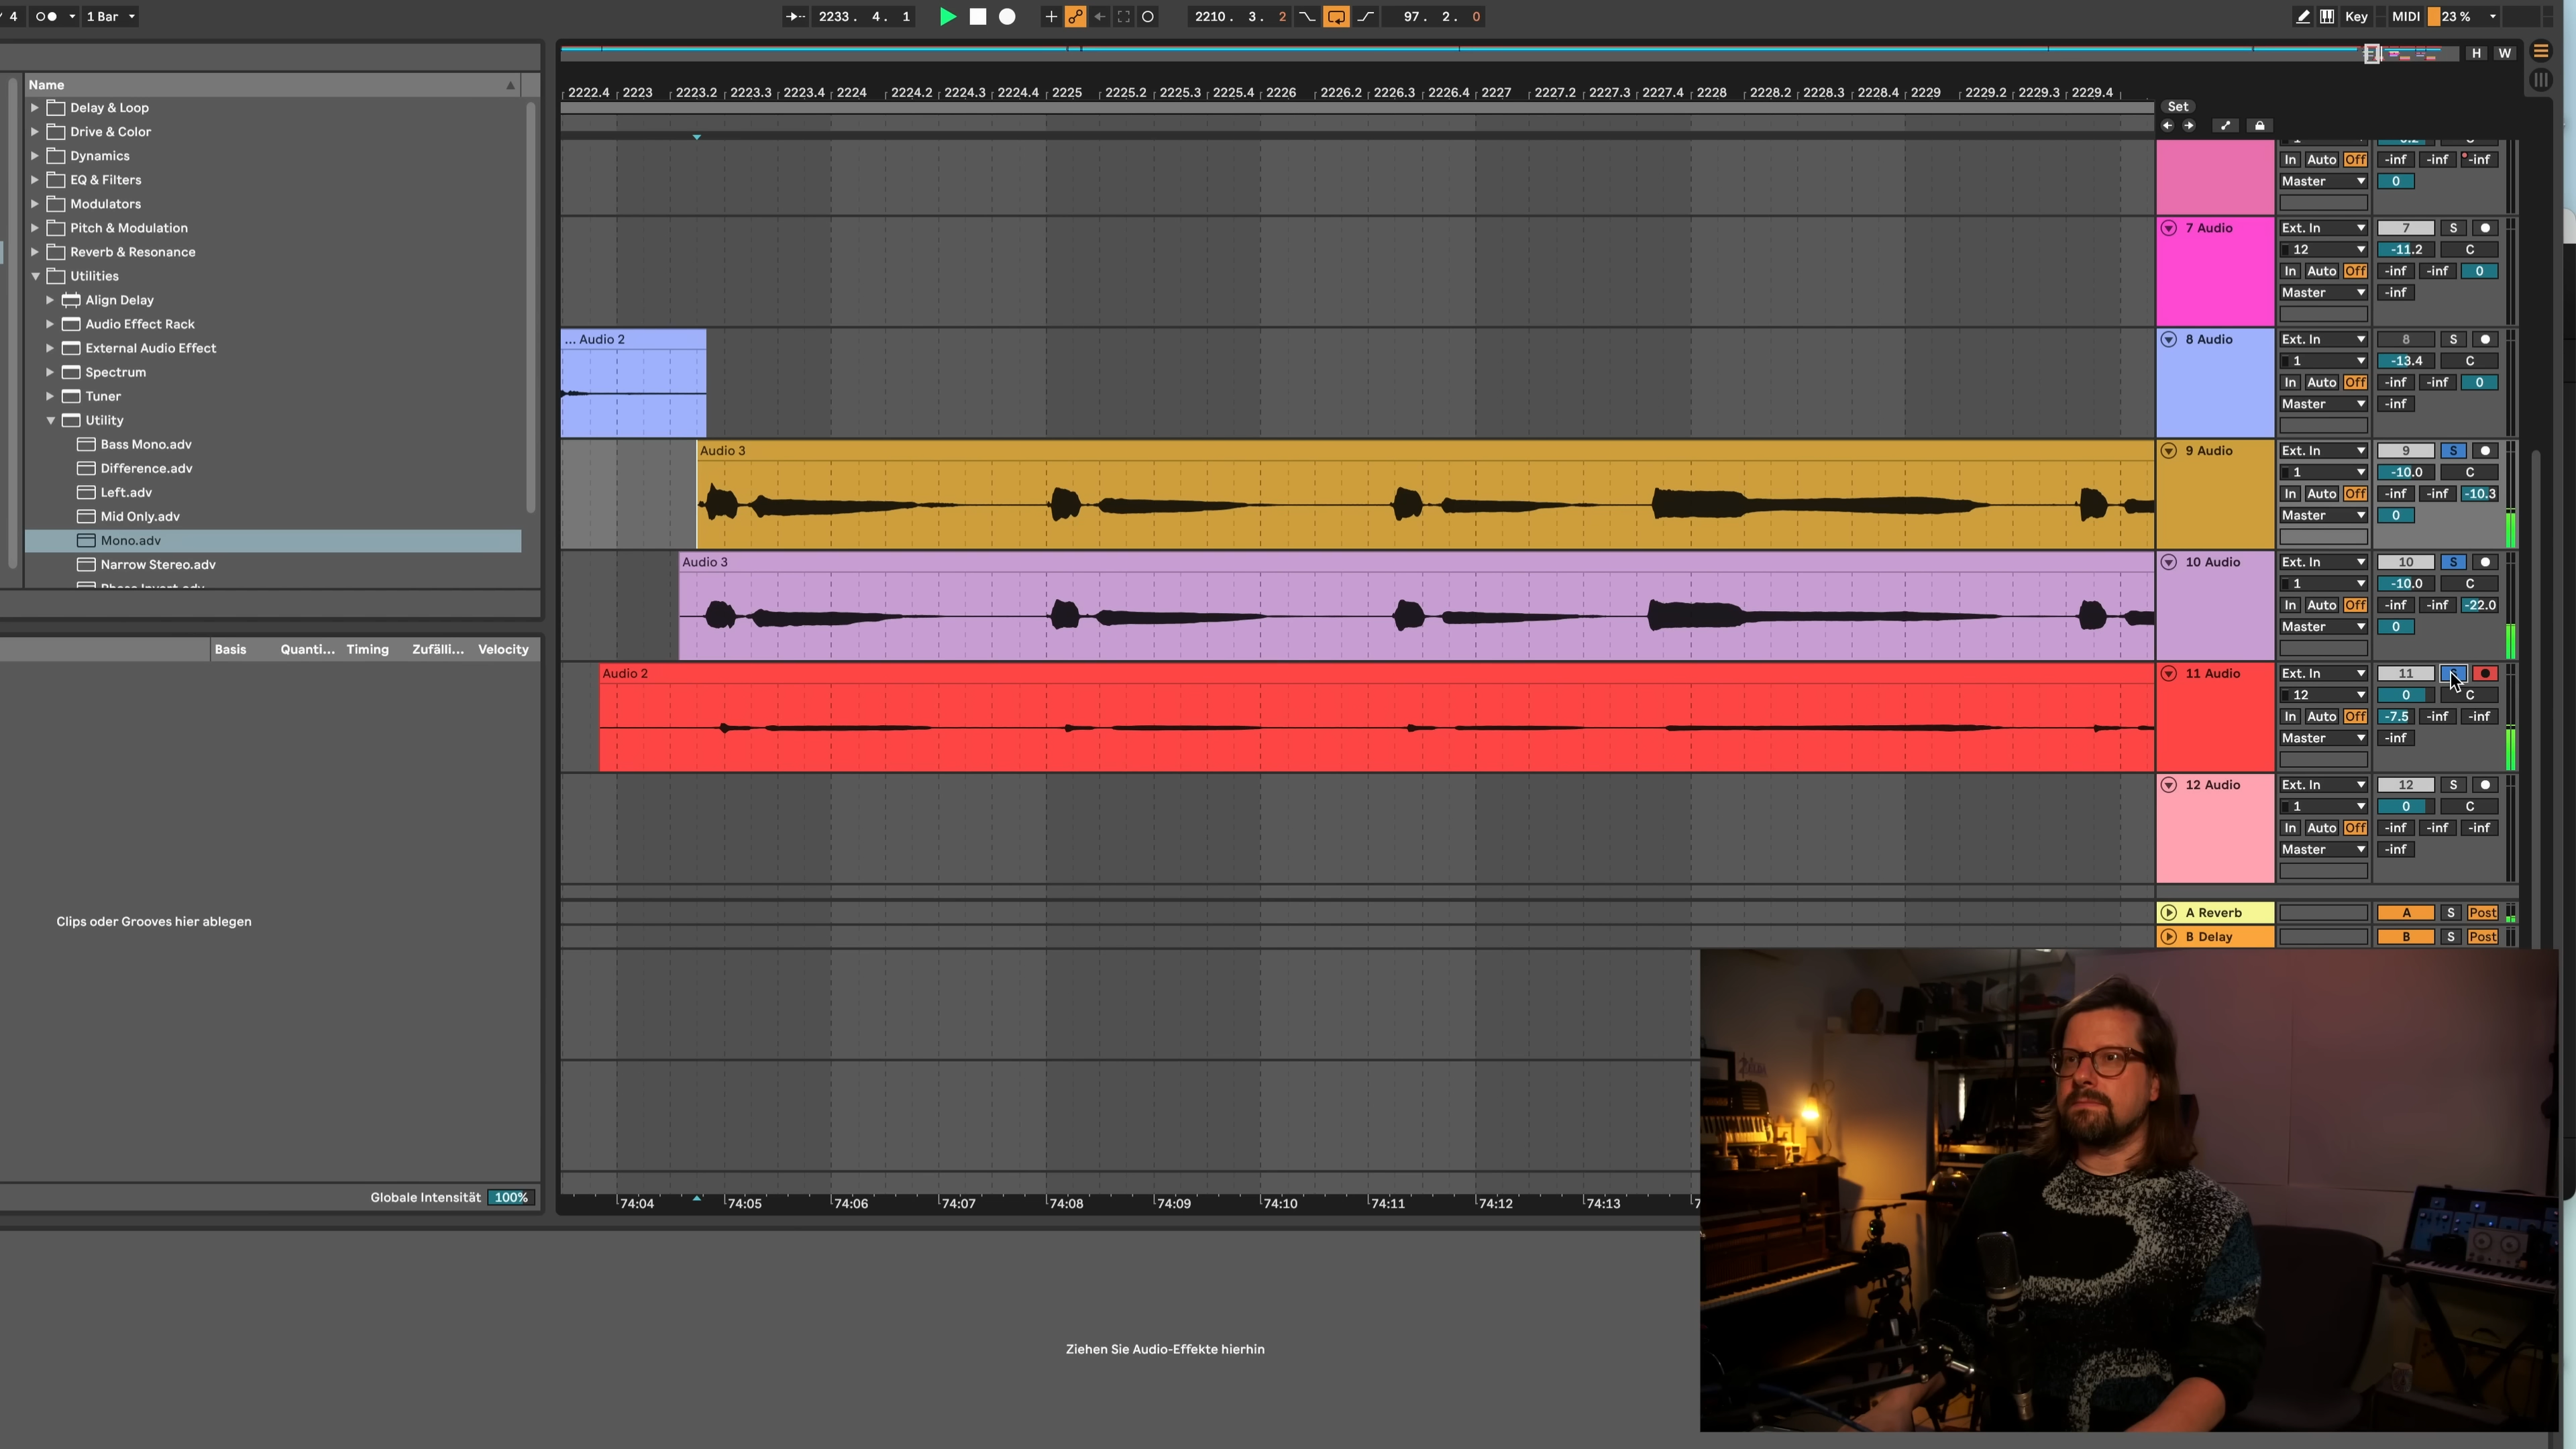 4 1 Bar 2233. 4. 1 2210. 3. 2 97. 2. 0 Key MIDI 23 %
H W
Name
Delay & Loop
Drive & Color
Dynamics
EQ & Filters
Modulators
Pitch & Modulation
Reverb & Resonance
Utilities
Align Delay
Audio Effect Rack
External Audio Effect
Spectrum
Tuner
Utility
Bass Mono.adv
Difference.adv
Left.adv
Mid Only.adv
Mono.adv
Narrow Stereo.adv
Basis Quanti... Timing Zufälli... Velocity
Clips oder Grooves hier ablegen
Globale Intensität 100%
2222.4 2223 2223.2 2223.3 2223.4 2224 2224.2 2224.3 2224.4 2225 2225.2 2225.3 2225.4 2226 2226.2 2226.3 2226.4 2227 2227.2 2227.3 2227.4 2228 2228.2 2228.3 2228.4 2229 2229.2 2229.3 2229.4
Set
In Auto Off -inf -inf -inf
Master 0
7 Audio Ext. In 7 S
12 -11.2 C
In Auto Off -inf -inf 0
Master -inf
... Audio 2 8 Audio Ext. In 8 S
1 -13.4 C
In Auto Off -inf -inf 0
Master -inf
Audio 3 9 Audio Ext. In 9 S
1 -10.0 C
In Auto Off -inf -inf -10.3
Master 0
Audio 3 10 Audio Ext. In 10 S
1 -10.0 C
In Auto Off -inf -inf -22.0
Master 0
Audio 2 11 Audio Ext. In 11
12 0 C
In Auto Off -7.5 -inf -inf
Master -inf
12 Audio Ext. In 12 S
1 0 C
In Auto Off -inf -inf -inf
Master -inf
A Reverb A S Post
B Delay B S Post
74:04 74:05 74:06 74:07 74:08 74:09 74:10 74:11 74:12 74:13
Ziehen Sie Audio-Effekte hierhin